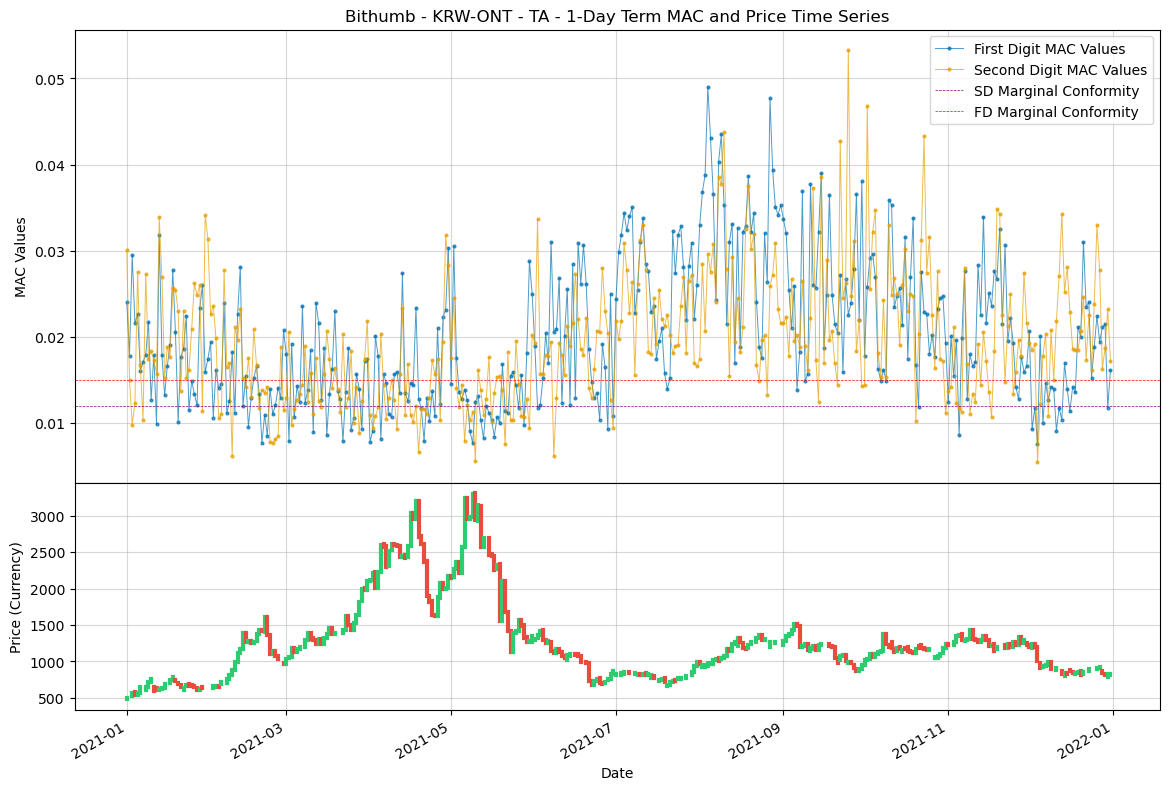 Bithumb - KRW-ONT - TA - 1-Day Term MAC and Price Time Series
First Digit MAC Values
Second Digit MAC Values
SD Marginal Conformity
FD Marginal Conformity
MAC Values
0.05
0.04
0.03
0.02
0.01
Price (Currency)
3000
2500
2000
1500
1000
500
2021-01
2021-03
2021-05
2021-07
2021-09
2021-11
2022-01
Date